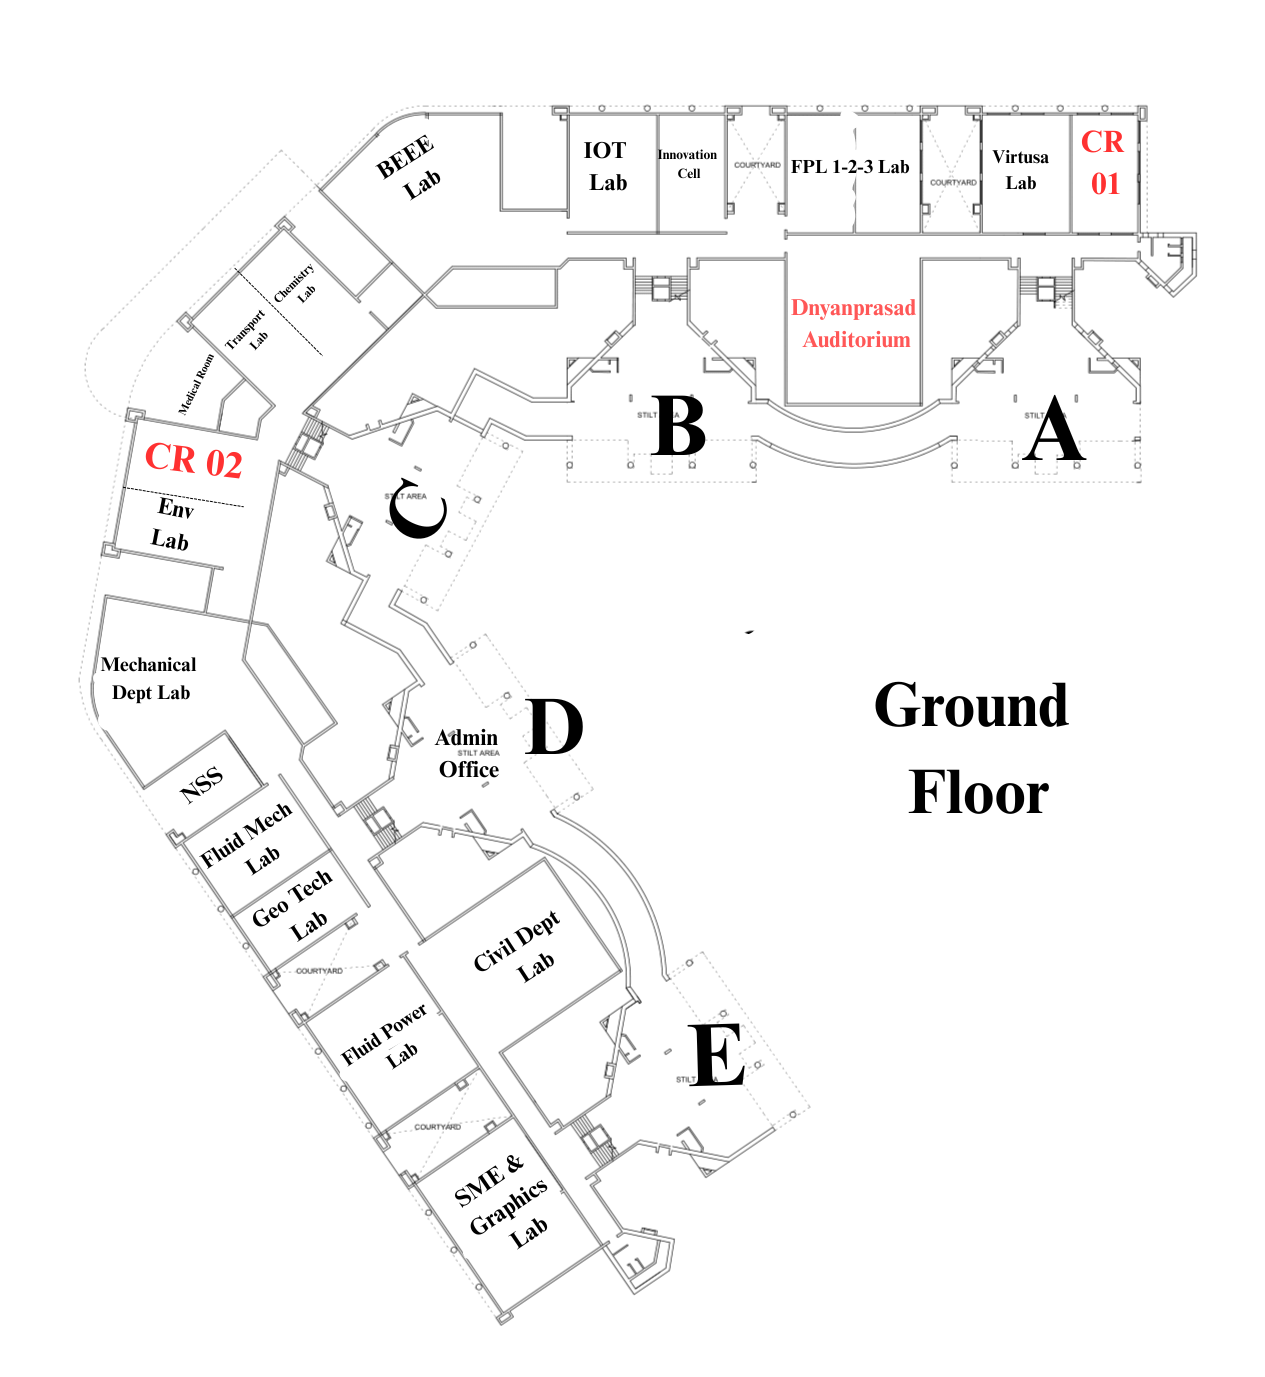 BEEE
Lab
IOT
Lab
Innovation
Cell
COURTYARD
FPL 1-2-3 Lab
COURTYARD
Virtusa
Lab
CR
01
Chemistry
Lab
Transport
Lab
Medical Room
Dnyanprasad
Auditorium
STILT AREA
B
STILT AREA
A
CR 02
Env
Lab
STILT AREA
C
Mechanical
Dept Lab
Admin
Office
STILT AREA
D
Ground
Floor
NSS
Fluid Mech
Lab
Geo Tech
Lab
COURTYARD
Civil Dept
Lab
Fluid Power
Lab
STILT AREA
E
COURTYARD
SME &
Graphics
Lab